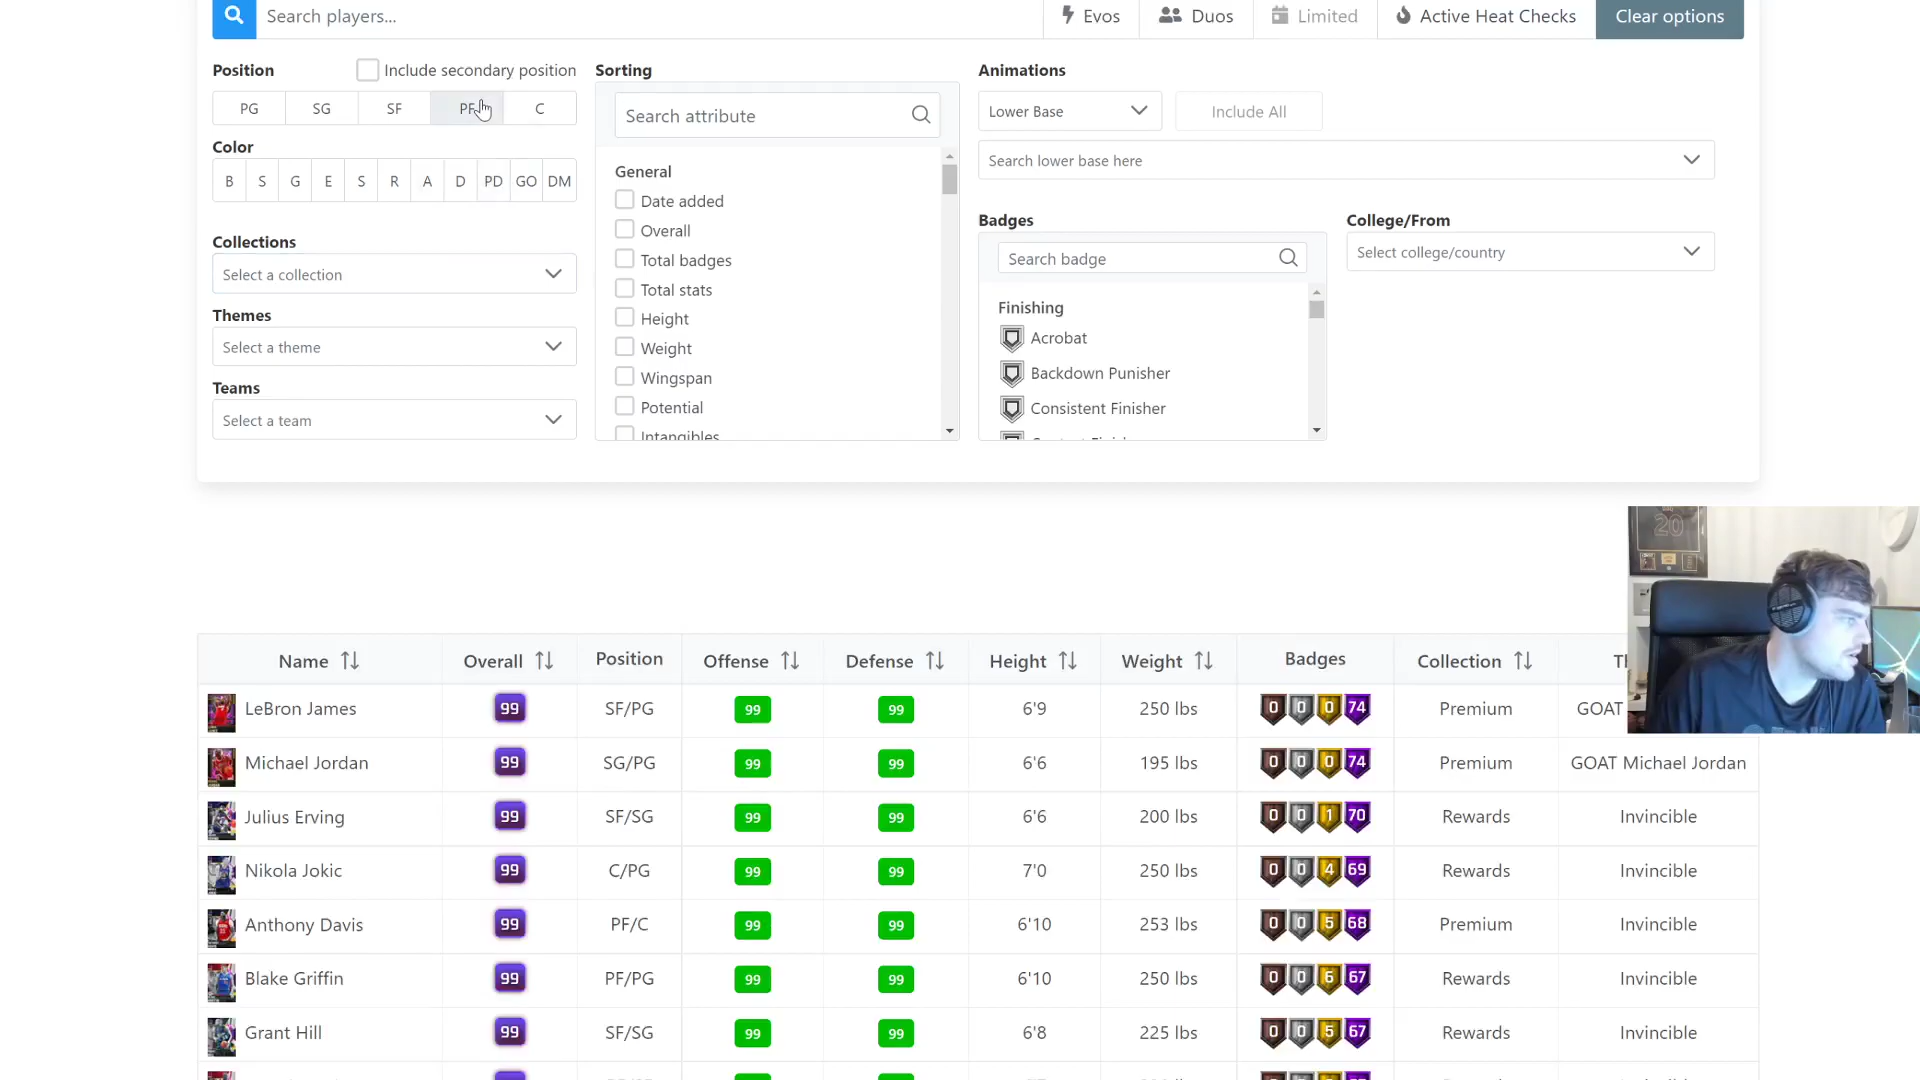 Search players...
Evos
Duos
Limited
Active Heat Checks
Clear options
Position
Include secondary position
PG SG SF PF C
Color
B S G E S R A D PD GO DM
Collections
Select a collection
Themes
Select a theme
Teams
Select a team
Sorting
Search attribute
General
Date added
Overall
Total badges
Total stats
Height
Weight
Wingspan
Potential
Intangibles
Animations
Lower Base
Include All
Search lower base here
Badges
Search badge
Finishing
Acrobat
Backdown Punisher
Consistent Finisher
College/From
Select college/country
20
Name Overall Position Offense Defense Height Weight Badges Collection
LeBron James 99 SF/PG 99 99 6'9 250 lbs 0 0 0 74 Premium GOAT
Michael Jordan 99 SG/PG 99 99 6'6 195 lbs 0 0 0 74 Premium GOAT Michael Jordan
Julius Erving 99 SF/SG 99 99 6'6 200 lbs 0 0 1 70 Rewards Invincible
Nikola Jokic 99 C/PG 99 99 7'0 250 lbs 0 0 4 69 Rewards Invincible
Anthony Davis 99 PF/C 99 99 6'10 253 lbs 0 0 5 68 Premium Invincible
Blake Griffin 99 PF/PG 99 99 6'10 250 lbs 0 0 6 67 Rewards Invincible
Grant Hill 99 SF/SG 99 99 6'8 225 lbs 0 0 5 67 Rewards Invincible